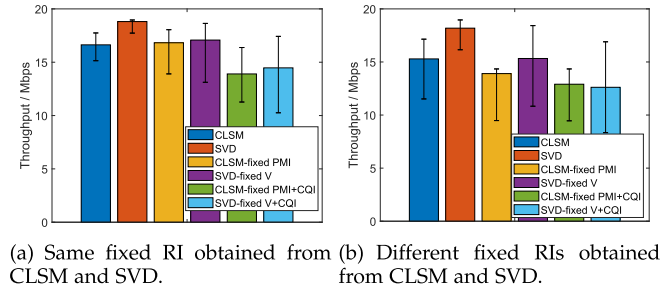 20
15
10
5
0
Throughput / Mbps
CLSM
SVD
CLSM-fixed PMI
SVD-fixed V
CLSM-fixed PMI+CQI
SVD-fixed V+CQI
(a) Same fixed RI obtained from
CLSM and SVD.
20
15
10
5
0
Throughput / Mbps
CLSM
SVD
CLSM-fixed PMI
SVD-fixed V
CLSM-fixed PMI+CQI
SVD-fixed V+CQI
(b) Different fixed RIs obtained
from CLSM and SVD.